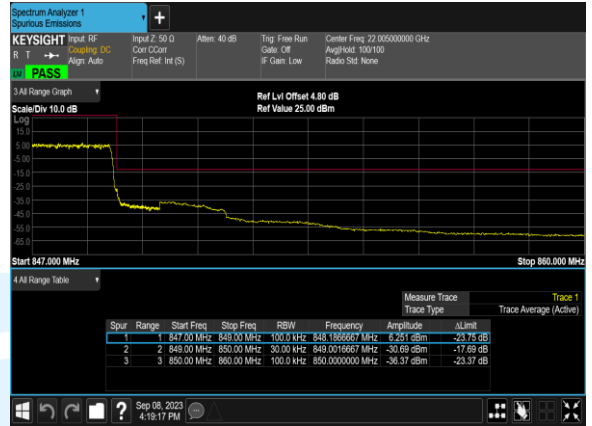 Spectrum Analyzer 1
Spurious Emissions
KEYSIGHT Input: RF Input Z: 50 Ω Atten: 40 dB Trig: Free Run Center Freq: 22.005000000 GHz
R T Coupling: DC Corr CCorr Gate: Off Avg|Hold: 100/100
Align: Auto Freq Ref: Int (S) IF Gain: Low Radio Std: None
LW PASS
3 All Range Graph
Ref Lvl Offset 4.80 dB
Scale/Div 10.0 dB Ref Value 25.00 dBm
Log
15.0
5.00
-5.00
-15.0
-25.0
-35.0
-45.0
-55.0
-65.0
Start 847.000 MHz Stop 860.000 MHz
4 All Range Table
Measure Trace Trace 1
Trace Type Trace Average (Active)
Spur Range Start Freq Stop Freq RBW Frequency Amplitude ΔLimit
1 1 847.00 MHz 849.00 MHz 100.0 kHz 848.1866667 MHz 6.251 dBm -23.75 dB
2 2 849.00 MHz 850.00 MHz 30.00 kHz 849.0016667 MHz -30.69 dBm -17.69 dB
3 3 850.00 MHz 860.00 MHz 100.0 kHz 850.0000000 MHz -36.37 dBm -23.37 dB
? Sep 08, 2023
4:19:17 PM